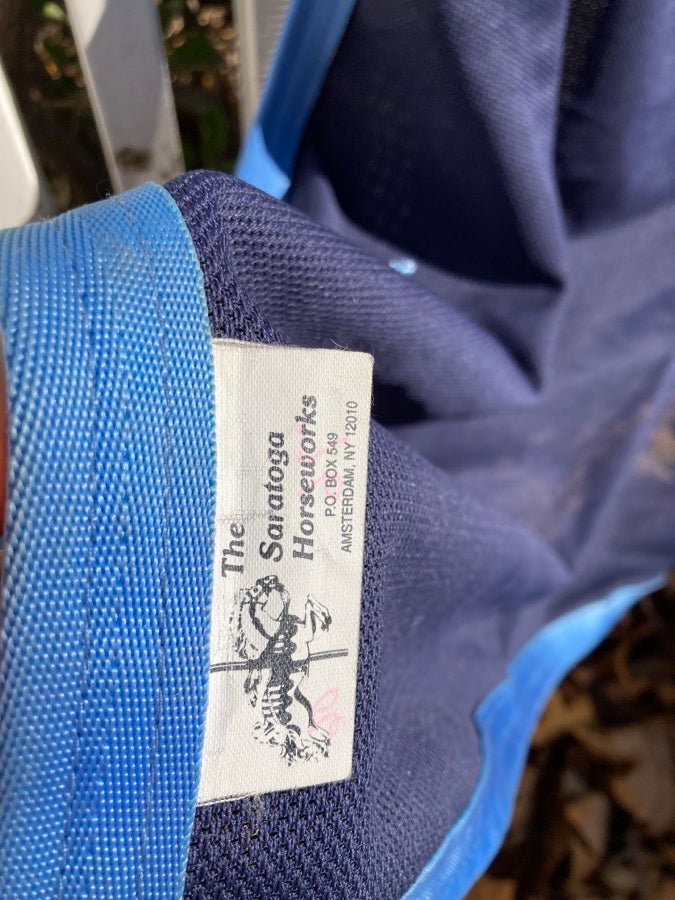 The
Saratoga
Horseworks
P.O. BOX 549
AMSTERDAM, NY 12010